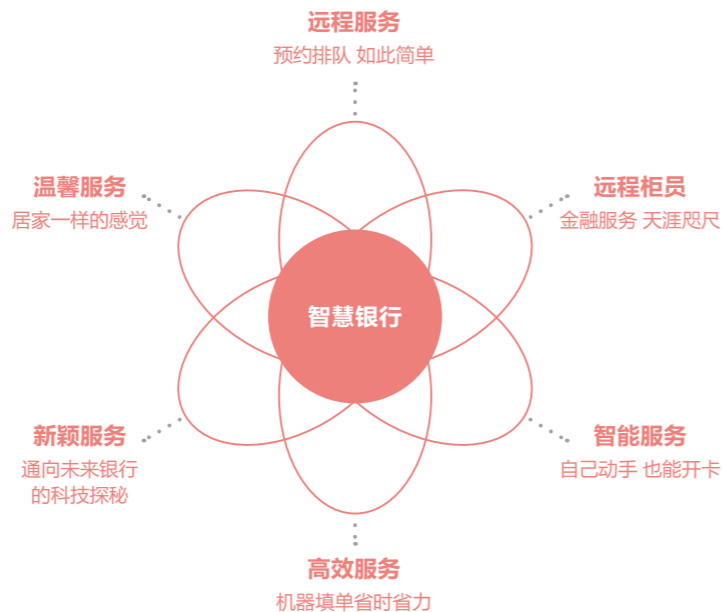 远程服务
预约排队 如此简单
温馨服务
居家一样的感觉
远程柜员
金融服务 天涯咫尺
智慧银行
新颖服务
通向未来银行
的科技探秘
智能服务
自己动手 也能开卡
高效服务
机器填单省时省力